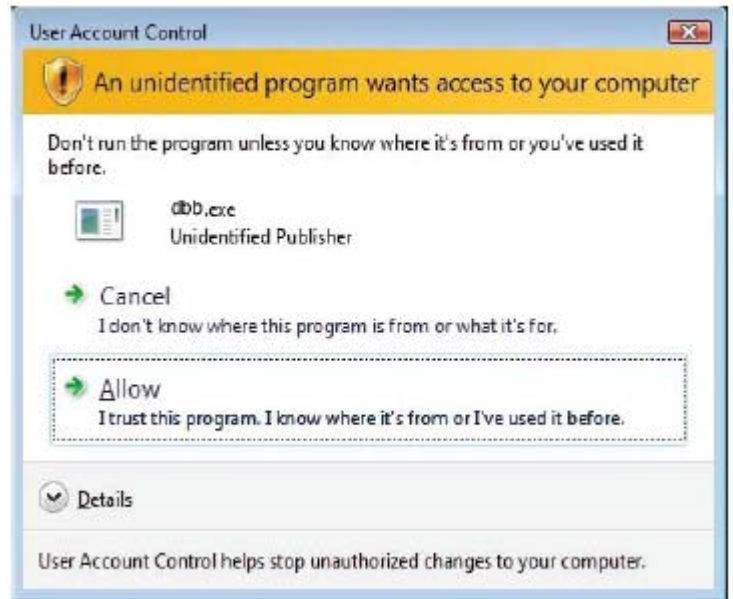 User Account Control
An unidentified program wants access to your computer
Don't run the program unless you know where it's from or you've used it
before.
dbb.exe
Unidentified Publisher
Cancel
I don't know where this program is from or what it's for.
Allow
I trust this program. I know where it's from or I've used it before.
Details
User Account Control helps stop unauthorized changes to your computer.